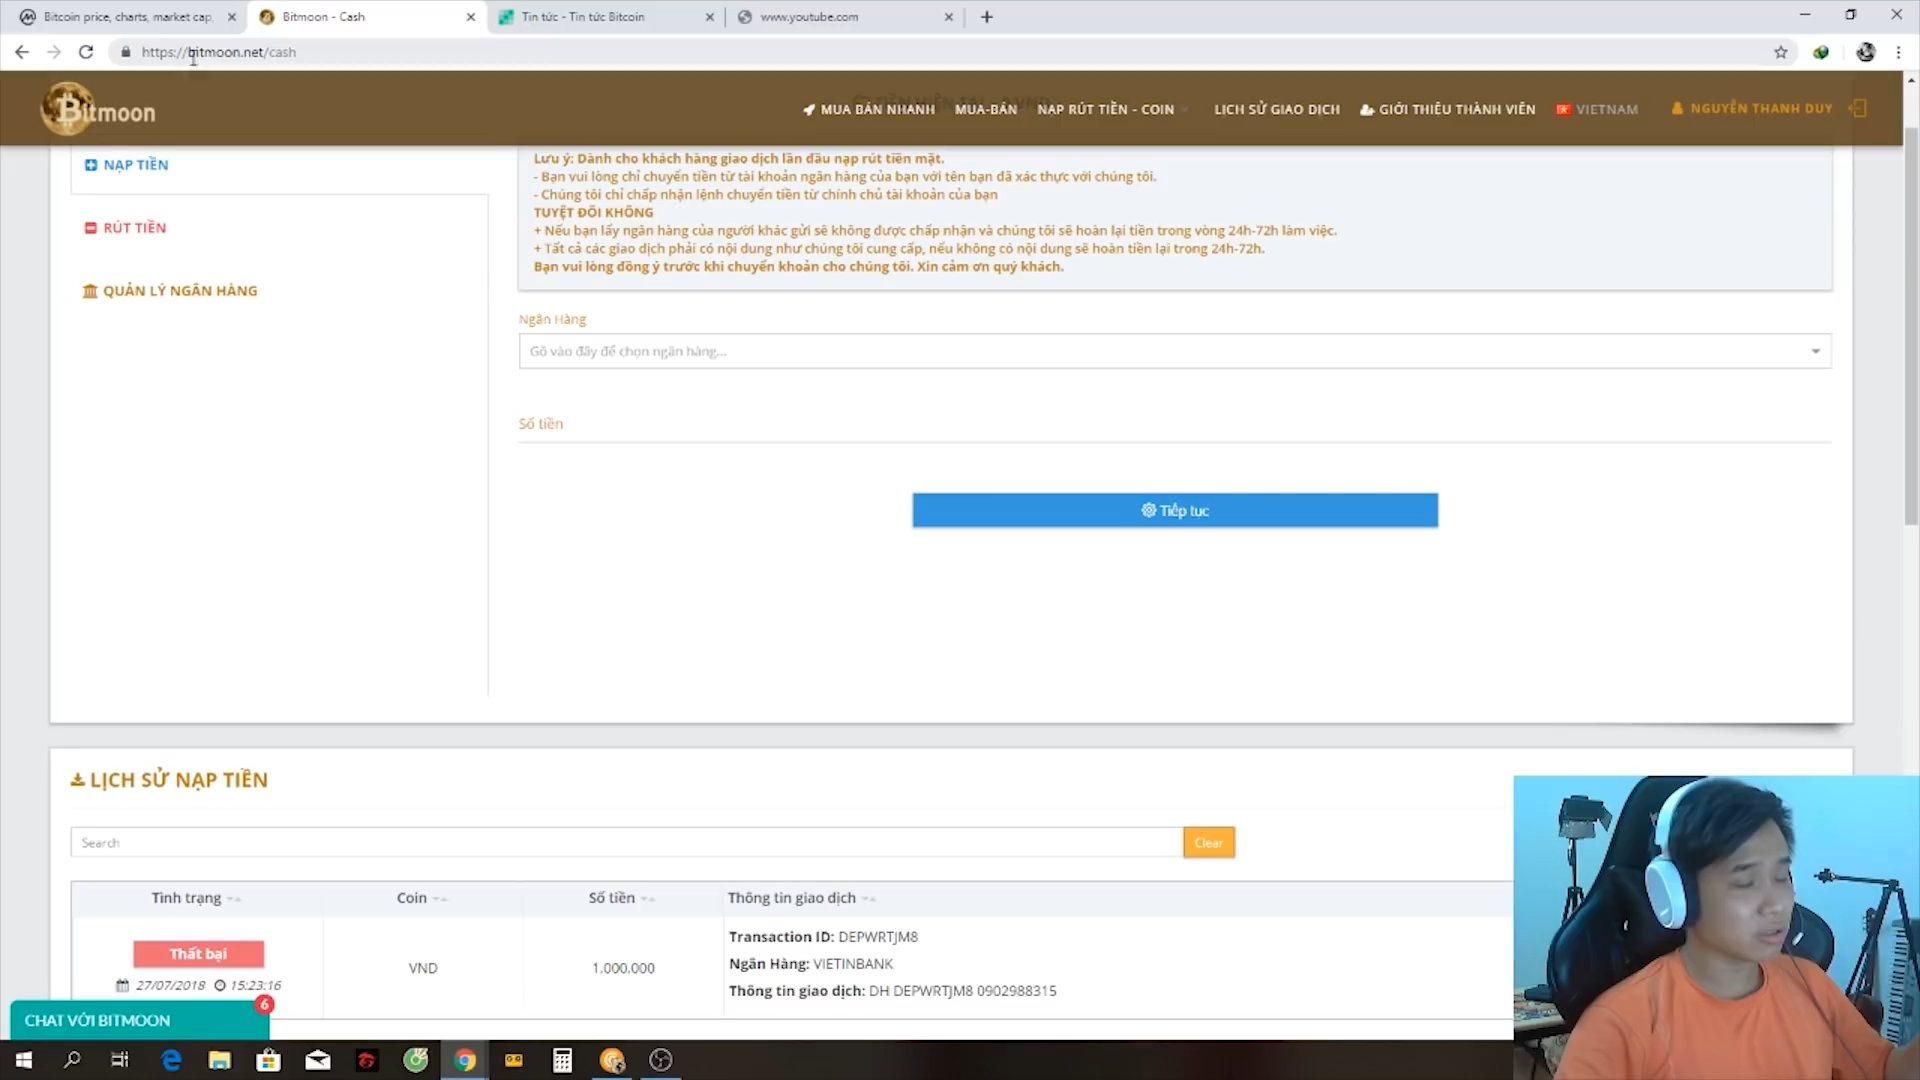 Bitcoin price, charts, market cap,
Bitmoon - Cash
Tin tức - Tin tức Bitcoin
www.youtube.com
https://bitmoon.net/cash
Bitmoon
MUA BÁN NHANH
MUA-BÁN
NẠP RÚT TIỀN - COIN
LỊCH SỬ GIAO DỊCH
GIỚI THIỆU THÀNH VIÊN
VIETNAM
NGUYỄN THANH DUY
NẠP TIỀN
RÚT TIỀN
QUẢN LÝ NGÂN HÀNG
Lưu ý: Dành cho khách hàng giao dịch lần đầu nạp rút tiền mặt.
- Bạn vui lòng chỉ chuyển tiền từ tài khoản ngân hàng của bạn với tên bạn đã xác thực với chúng tôi.
- Chúng tôi chỉ chấp nhận lệnh chuyển tiền từ chính chủ tài khoản của bạn
TUYỆT ĐỐI KHÔNG
+ Nếu bạn lấy ngân hàng của người khác gửi sẽ không được chấp nhận và chúng tôi sẽ hoàn lại tiền trong vòng 24h-72h làm việc.
+ Tất cả các giao dịch phải có nội dung như chúng tôi cung cấp, nếu không có nội dung sẽ hoàn tiền lại trong 24h-72h.
Bạn vui lòng đồng ý trước khi chuyển khoản cho chúng tôi. Xin cảm ơn quý khách.
Ngân Hàng
Gõ vào đây để chọn ngân hàng...
Số tiền
Tiếp tục
LỊCH SỬ NẠP TIỀN
Search
Clear
Tình trạng
Coin
Số tiền
Thông tin giao dịch
Thất bại
27/07/2018 15:23:16
VND
1.000.000
Transaction ID: DEPWRTJM8
Ngân Hàng: VIETINBANK
Thông tin giao dịch: DH DEPWRTJM8 0902988315
CHAT VỚI BITMOON
6